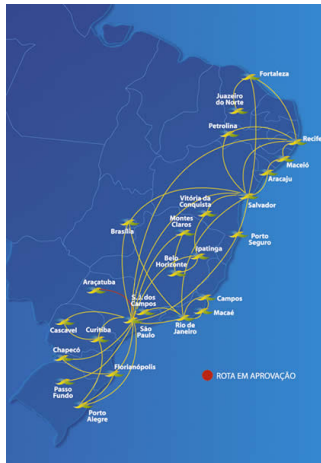 Fortaleza
Juazeiro
do Norte
Petrolina
Recife
Maceió
Aracaju
Vitória da
Conquista
Salvador
Montes
Claros
Brasília
Porto
Seguro
Ipatinga
Belo
Horizonte
Araçatuba
S.J. dos
Campos
Campos
Macaé
Cascavel
Curitiba
São
Paulo
Rio de
Janeiro
Chapecó
Florianópolis
ROTA EM APROVAÇÃO
Passo
Fundo
Porto
Alegre